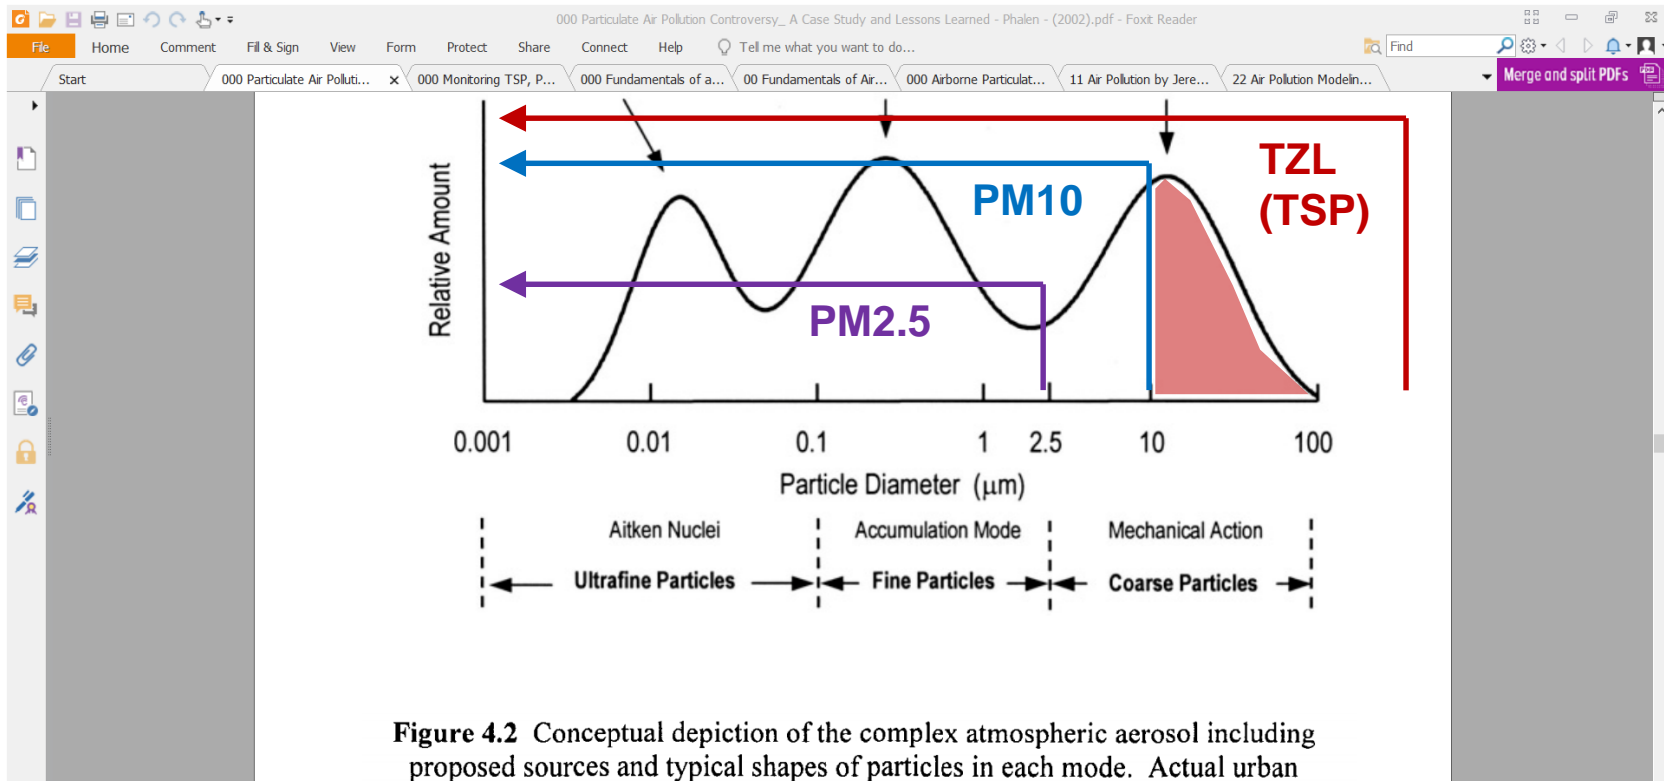 000 Particulate Air Pollution Controversy_ A Case Study and Lessons Learned - Phalen - (2002).pdf - Foxit Reader
File Home Comment Fill & Sign View Form Protect Share Connect Help Tell me what you want to do... Find
Start 000 Particulate Air Polluti... 000 Monitoring TSP, P... 000 Fundamentals of a... 00 Fundamentals of Air... 000 Airborne Particulat... 11 Air Pollution by Jere... 22 Air Pollution Modelin... Merge and split PDFs
TZL
(TSP)
PM10
PM2.5
Relative Amount
0.001 0.01 0.1 1 2.5 10 100
Particle Diameter (μm)
Aitken Nuclei Accumulation Mode Mechanical Action
Ultrafine Particles Fine Particles Coarse Particles
Figure 4.2 Conceptual depiction of the complex atmospheric aerosol including
proposed sources and typical shapes of particles in each mode. Actual urban